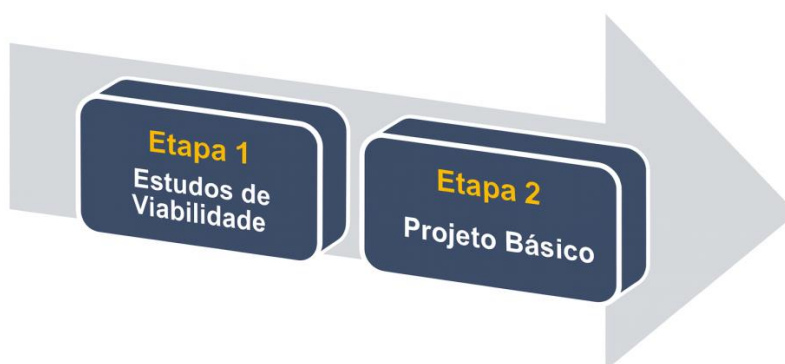 Etapa 1
Estudos de
Viabilidade
Etapa 2
Projeto Básico